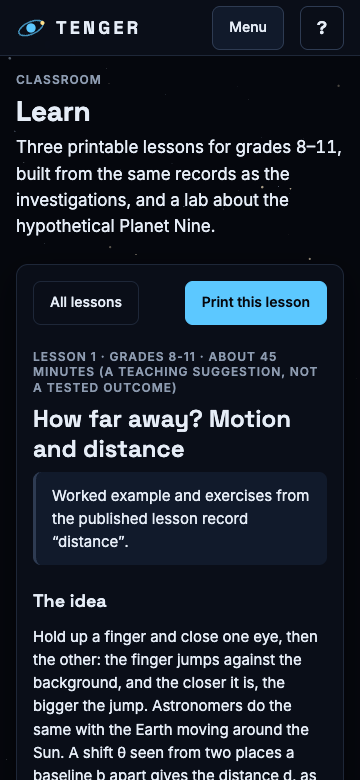 TENGER
Menu
?
CLASSROOM
Learn
Three printable lessons for grades 8–11,
built from the same records as the
investigations, and a lab about the
hypothetical Planet Nine.
All lessons
Print this lesson
LESSON 1 · GRADES 8-11 · ABOUT 45
MINUTES (A TEACHING SUGGESTION, NOT
A TESTED OUTCOME)
How far away? Motion
and distance
Worked example and exercises from
the published lesson record
“distance”.
The idea
Hold up a finger and close one eye, then
the other: the finger jumps against the
background, and the closer it is, the
bigger the jump. Astronomers do the
same with the Earth moving around the
Sun. A shift θ seen from two places a
baseline b apart gives the distance d, as